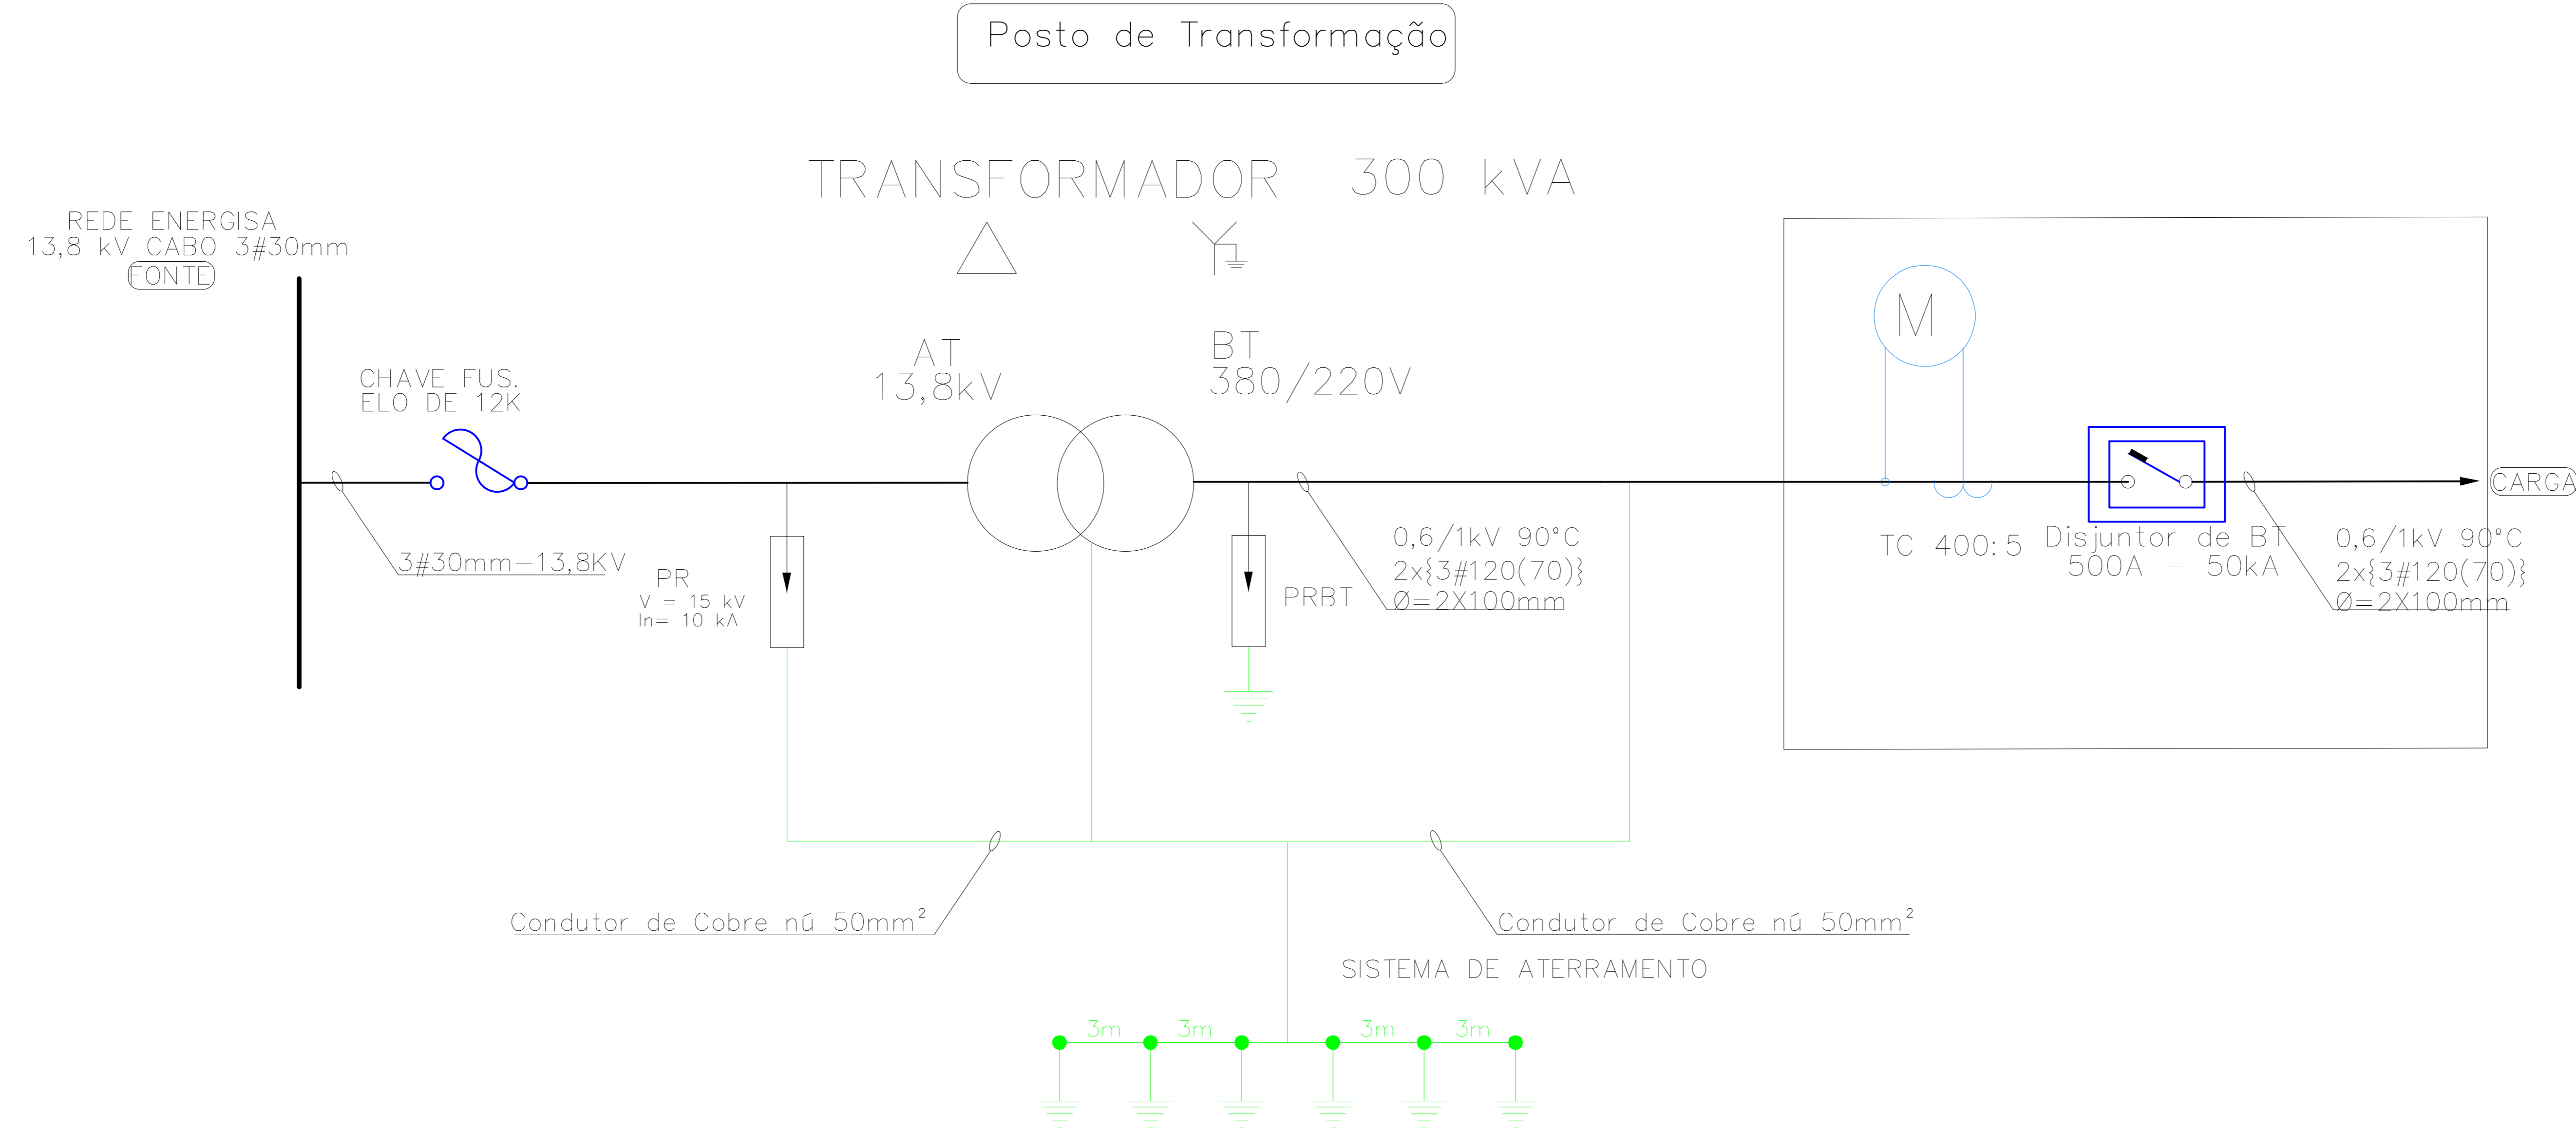 Posto de Transformação
TRANSFORMADOR 300 kVA
REDE ENERGISA
13,8 kV CABO 3#30mm
FONTE
AT
13,8kV
BT
380/220V
M
CHAVE FUS.
ELO DE 12K
CARGA
3#30mm-13,8KV
PR
V = 15 kV
In= 10 kA
PRBT
0,6/1kV 90°C
2x{3#120(70)}
Ø=2X100mm
TC 400:5
Disjuntor de BT
500A - 50kA
0,6/1kV 90°C
2x{3#120(70)}
Ø=2X100mm
Condutor de Cobre nú 50mm²
Condutor de Cobre nú 50mm²
SISTEMA DE ATERRAMENTO
3m 3m 3m 3m